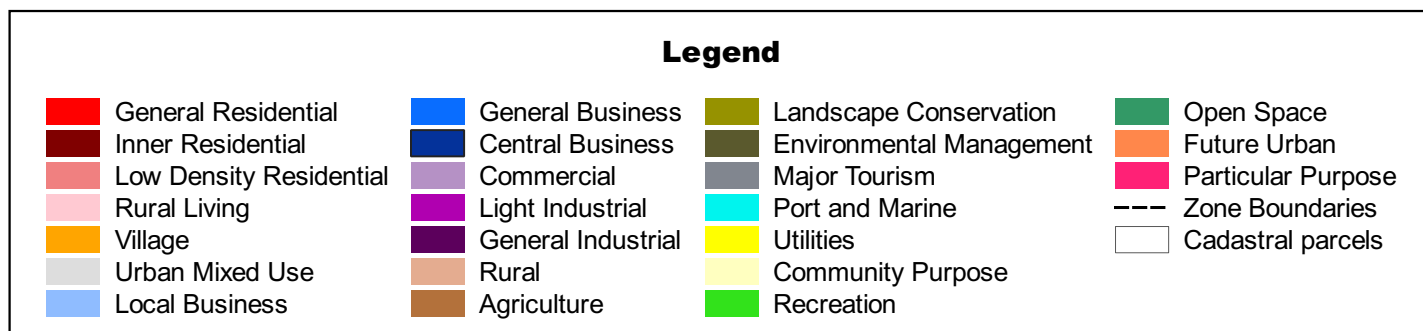 Legend
General Residential
Inner Residential
Low Density Residential
Rural Living
Village
Urban Mixed Use
Local Business
General Business
Central Business
Commercial
Light Industrial
General Industrial
Rural
Agriculture
Landscape Conservation
Environmental Management
Major Tourism
Port and Marine
Utilities
Community Purpose
Recreation
Open Space
Future Urban
Particular Purpose
Zone Boundaries
Cadastral parcels